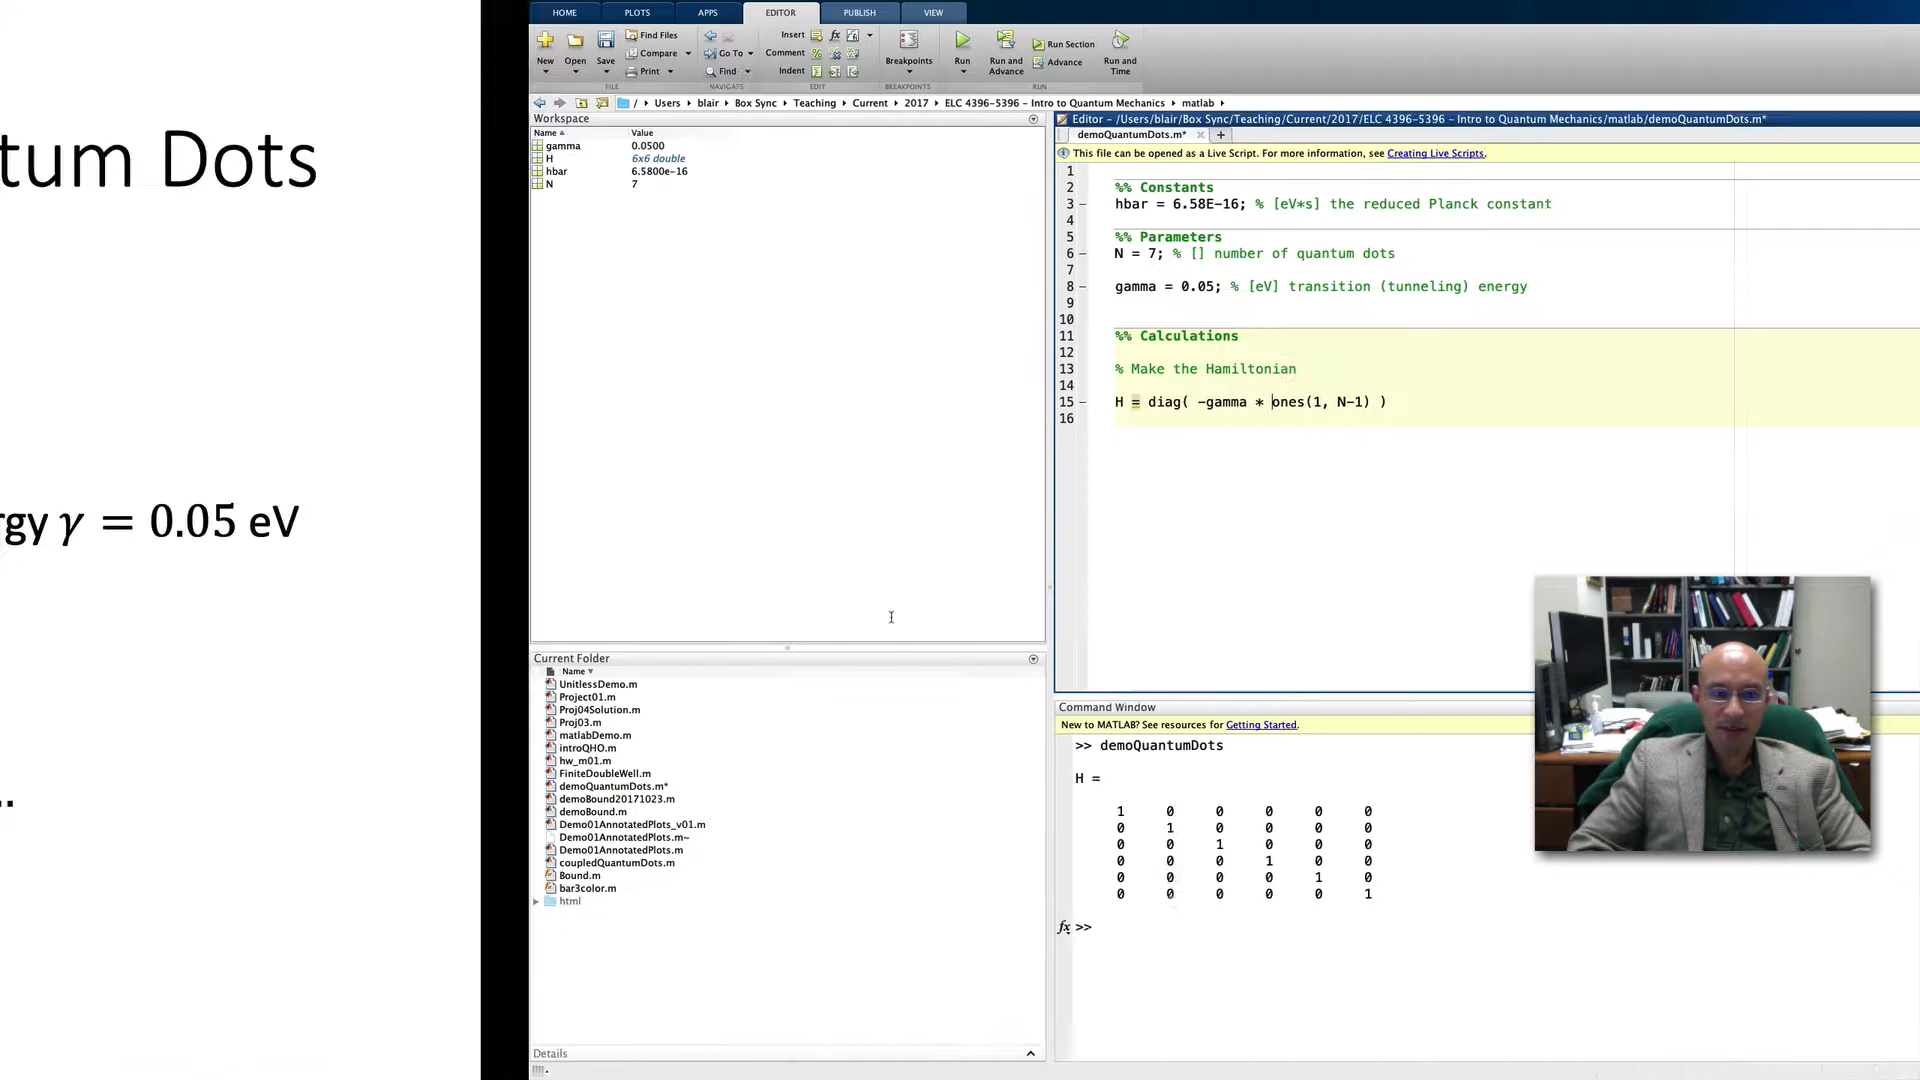 tum Dots
rgy γ = 0.05 eV
..
HOME PLOTS APPS EDITOR PUBLISH VIEW
New Open Save Find Files Compare Print
Go To Find
Insert fx
Comment %
Indent
Breakpoints Run Run and Advance Run Section Advance Run and Time
FILE NAVIGATE EDIT BREAKPOINTS RUN
/ Users blair Box Sync Teaching Current 2017 ELC 4396-5396 - Intro to Quantum Mechanics matlab
Workspace
Name Value
gamma 0.0500
H 6x6 double
hbar 6.5800e-16
N 7
Current Folder
Name
UnitlessDemo.m
Project01.m
Proj04Solution.m
Proj03.m
matlabDemo.m
introQHO.m
hw_m01.m
FiniteDoubleWell.m
demoQuantumDots.m*
demoBound20171023.m
demoBound.m
Demo01AnnotatedPlots_v01.m
Demo01AnnotatedPlots.m~
Demo01AnnotatedPlots.m
coupledQuantumDots.m
Bound.m
bar3color.m
html
Details
Editor - /Users/blair/Box Sync/Teaching/Current/2017/ELC 4396-5396 - Intro to Quantum Mechanics/matlab/demoQuantumDots.m*
demoQuantumDots.m* × +
This file can be opened as a Live Script. For more information, see Creating Live Scripts.
1
2 %% Constants
3 – hbar = 6.58E-16; % [eV*s] the reduced Planck constant
4
5 %% Parameters
6 – N = 7; % [] number of quantum dots
7
8 – gamma = 0.05; % [eV] transition (tunneling) energy
9
10
11 %% Calculations
12
13 % Make the Hamiltonian
14
15 – H = diag( -gamma * ones(1, N-1) )
16
Command Window
New to MATLAB? See resources for Getting Started.
>> demoQuantumDots
H =
1 0 0 0 0 0
0 1 0 0 0 0
0 0 1 0 0 0
0 0 0 1 0 0
0 0 0 0 1 0
0 0 0 0 0 1
fx >>